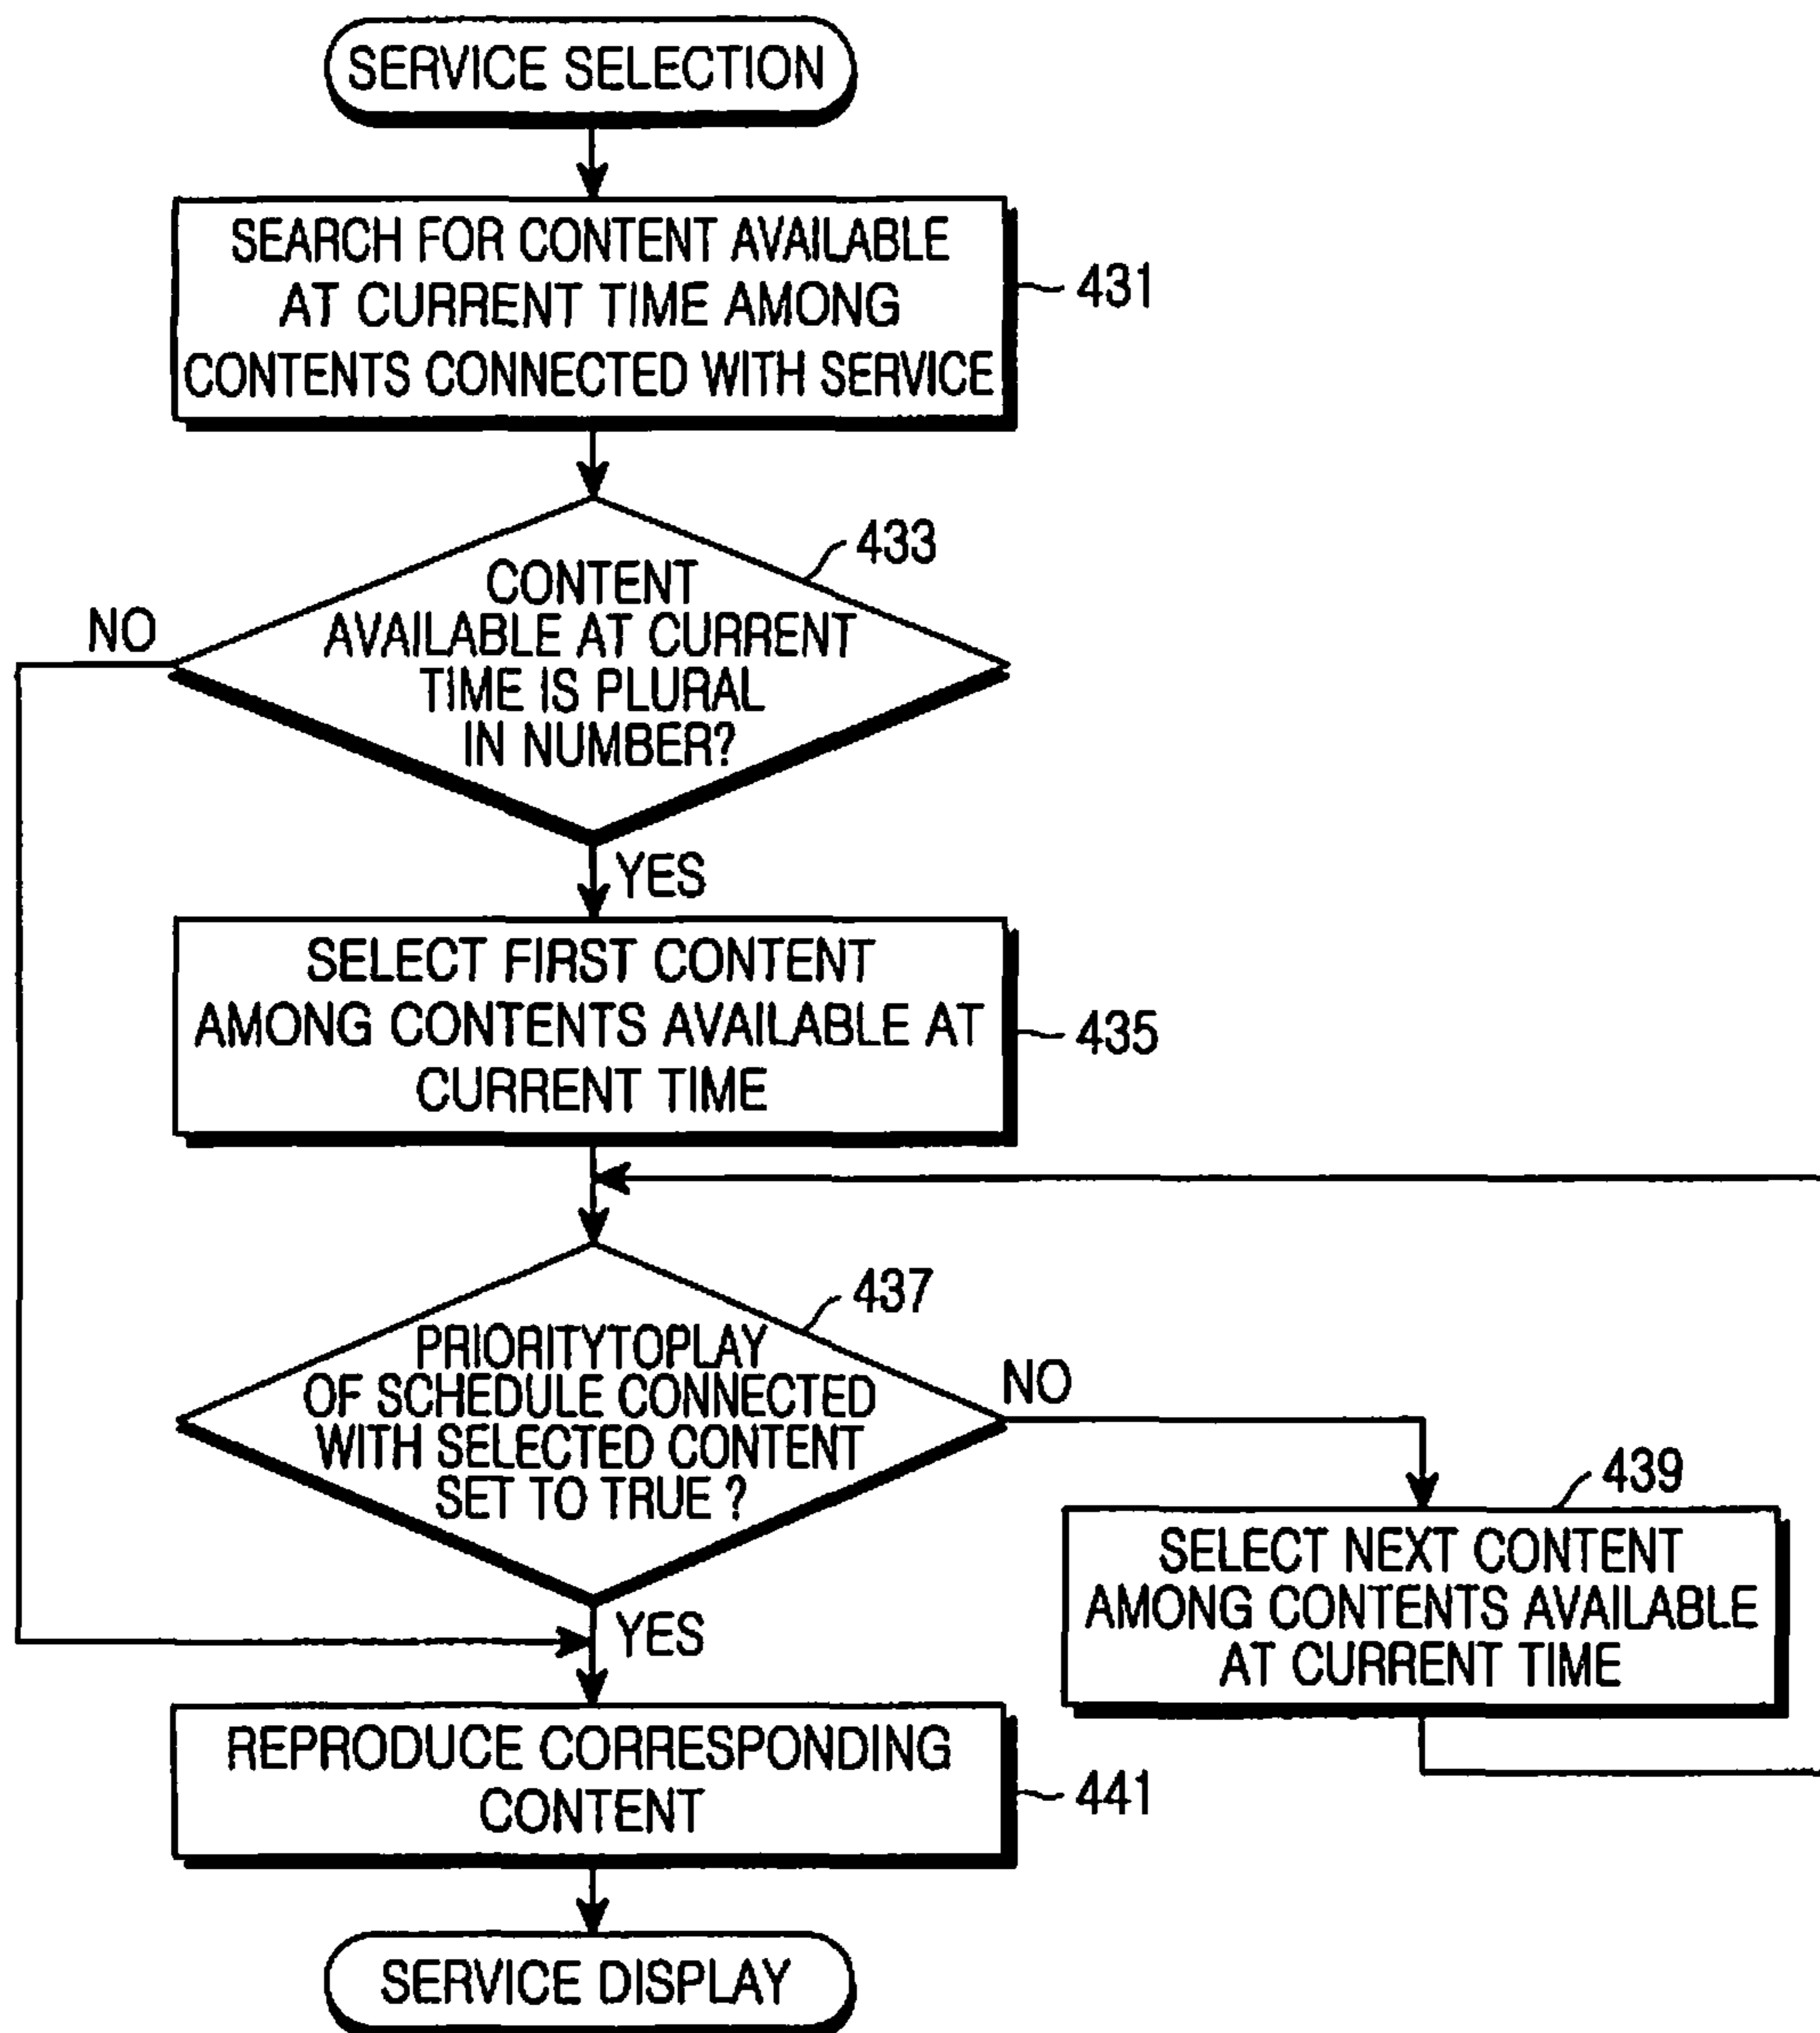 SERVICE SELECTION
SEARCH FOR CONTENT AVAILABLE
AT CURRENT TIME AMONG
CONTENTS CONNECTED WITH SERVICE
431
433
CONTENT
AVAILABLE AT CURRENT
TIME IS PLURAL
IN NUMBER?
NO
YES
SELECT FIRST CONTENT
AMONG CONTENTS AVAILABLE AT
CURRENT TIME
435
437
PRIORITYTOPLAY
OF SCHEDULE CONNECTED
WITH SELECTED CONTENT
SET TO TRUE ?
NO
439
SELECT NEXT CONTENT
AMONG CONTENTS AVAILABLE
AT CURRENT TIME
YES
REPRODUCE CORRESPONDING
CONTENT
441
SERVICE DISPLAY